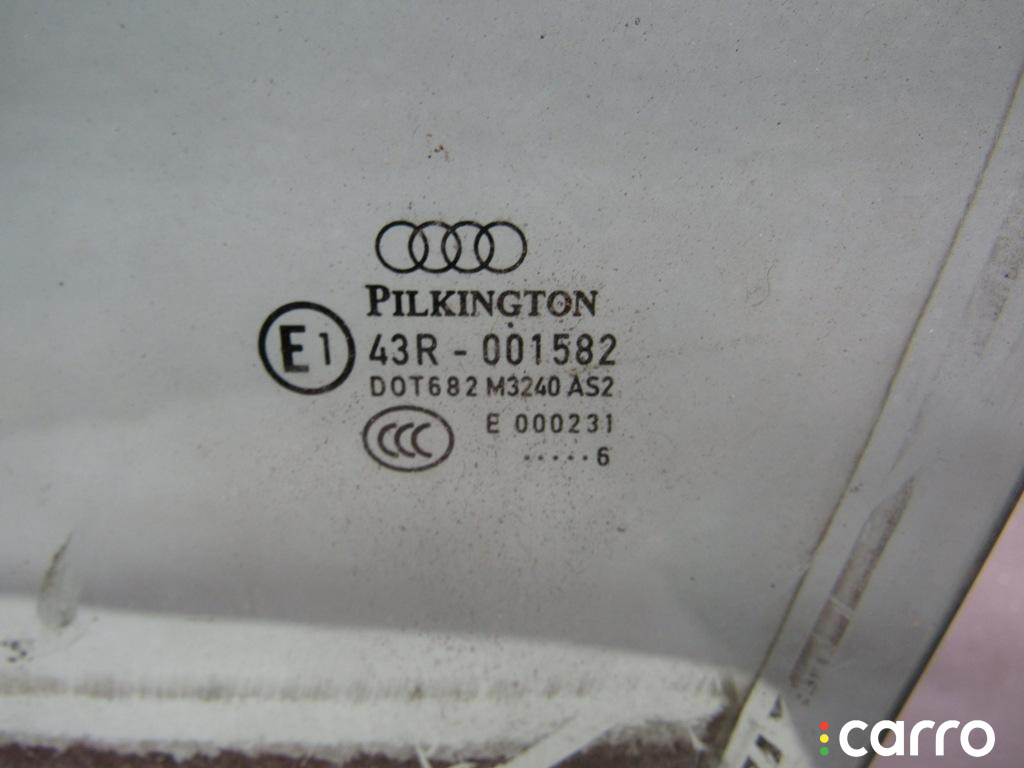 PILKINGTON
E1 43R - 001582
DOT682 M3240 AS2
CCC E 000231
.....6
carro